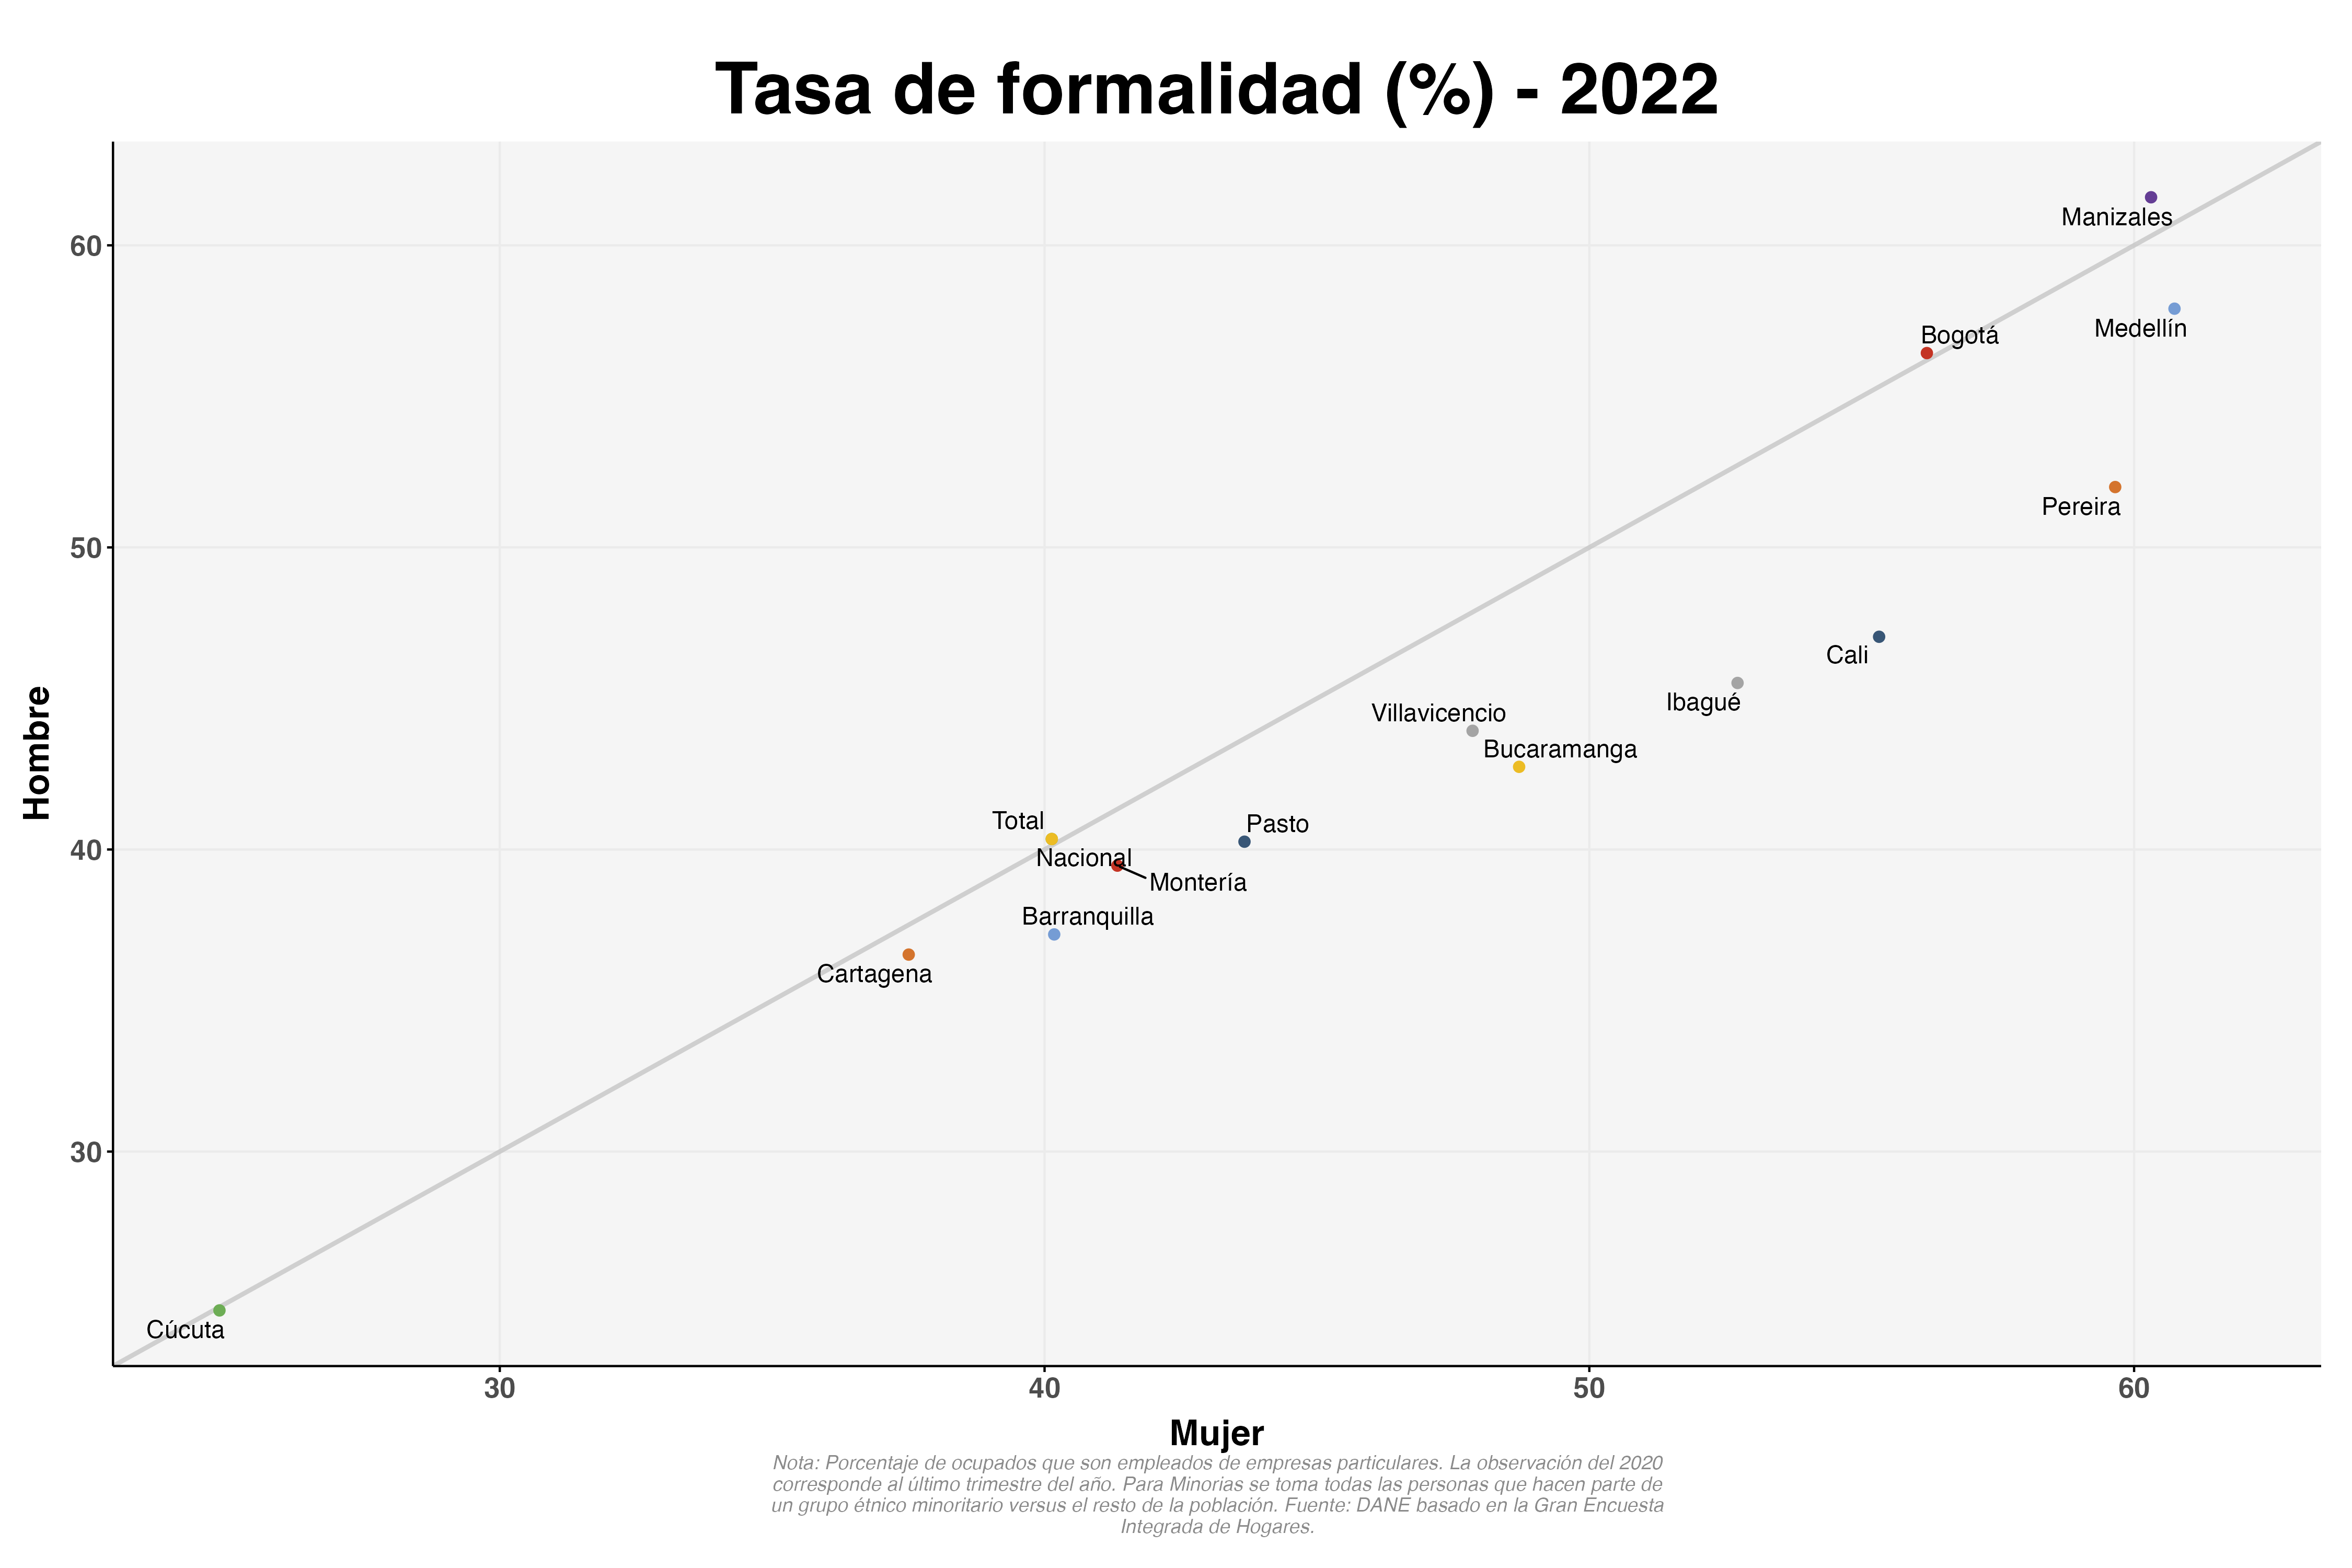 Tasa de formalidad (%) - 2022
Hombre
60
50
40
30
Manizales
Medellín
Bogotá
Pereira
Cali
Ibagué
Villavicencio
Bucaramanga
Total
Nacional
Pasto
Montería
Barranquilla
Cartagena
Cúcuta
30
40
50
60
Mujer
Nota: Porcentaje de ocupados que son empleados de empresas particulares. La observación del 2020
corresponde al último trimestre del año. Para Minorias se toma todas las personas que hacen parte de
un grupo étnico minoritario versus el resto de la población. Fuente: DANE basado en la Gran Encuesta
Integrada de Hogares.